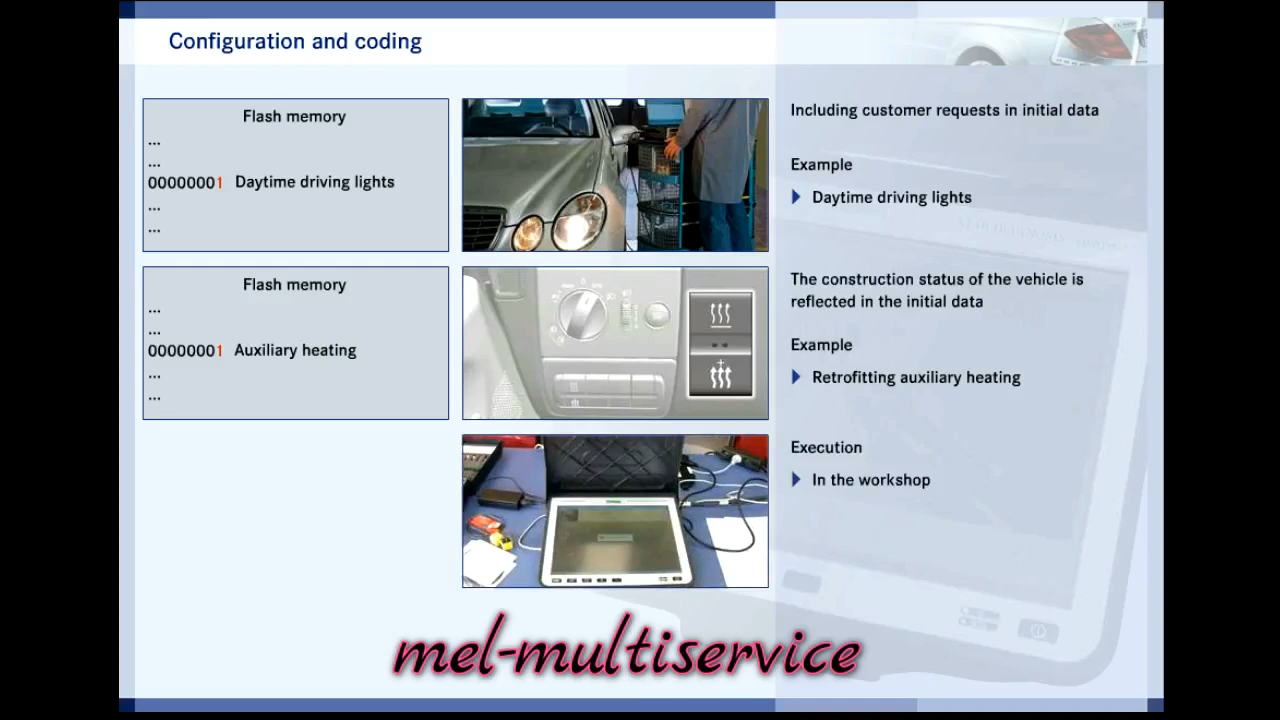 Configuration and coding
Flash memory
...
...
00000001 Daytime driving lights
...
...
Including customer requests in initial data
Example
Daytime driving lights
Flash memory
...
...
00000001 Auxiliary heating
...
...
The construction status of the vehicle is
reflected in the initial data
Example
Retrofitting auxiliary heating
Execution
In the workshop
mel-multiservice